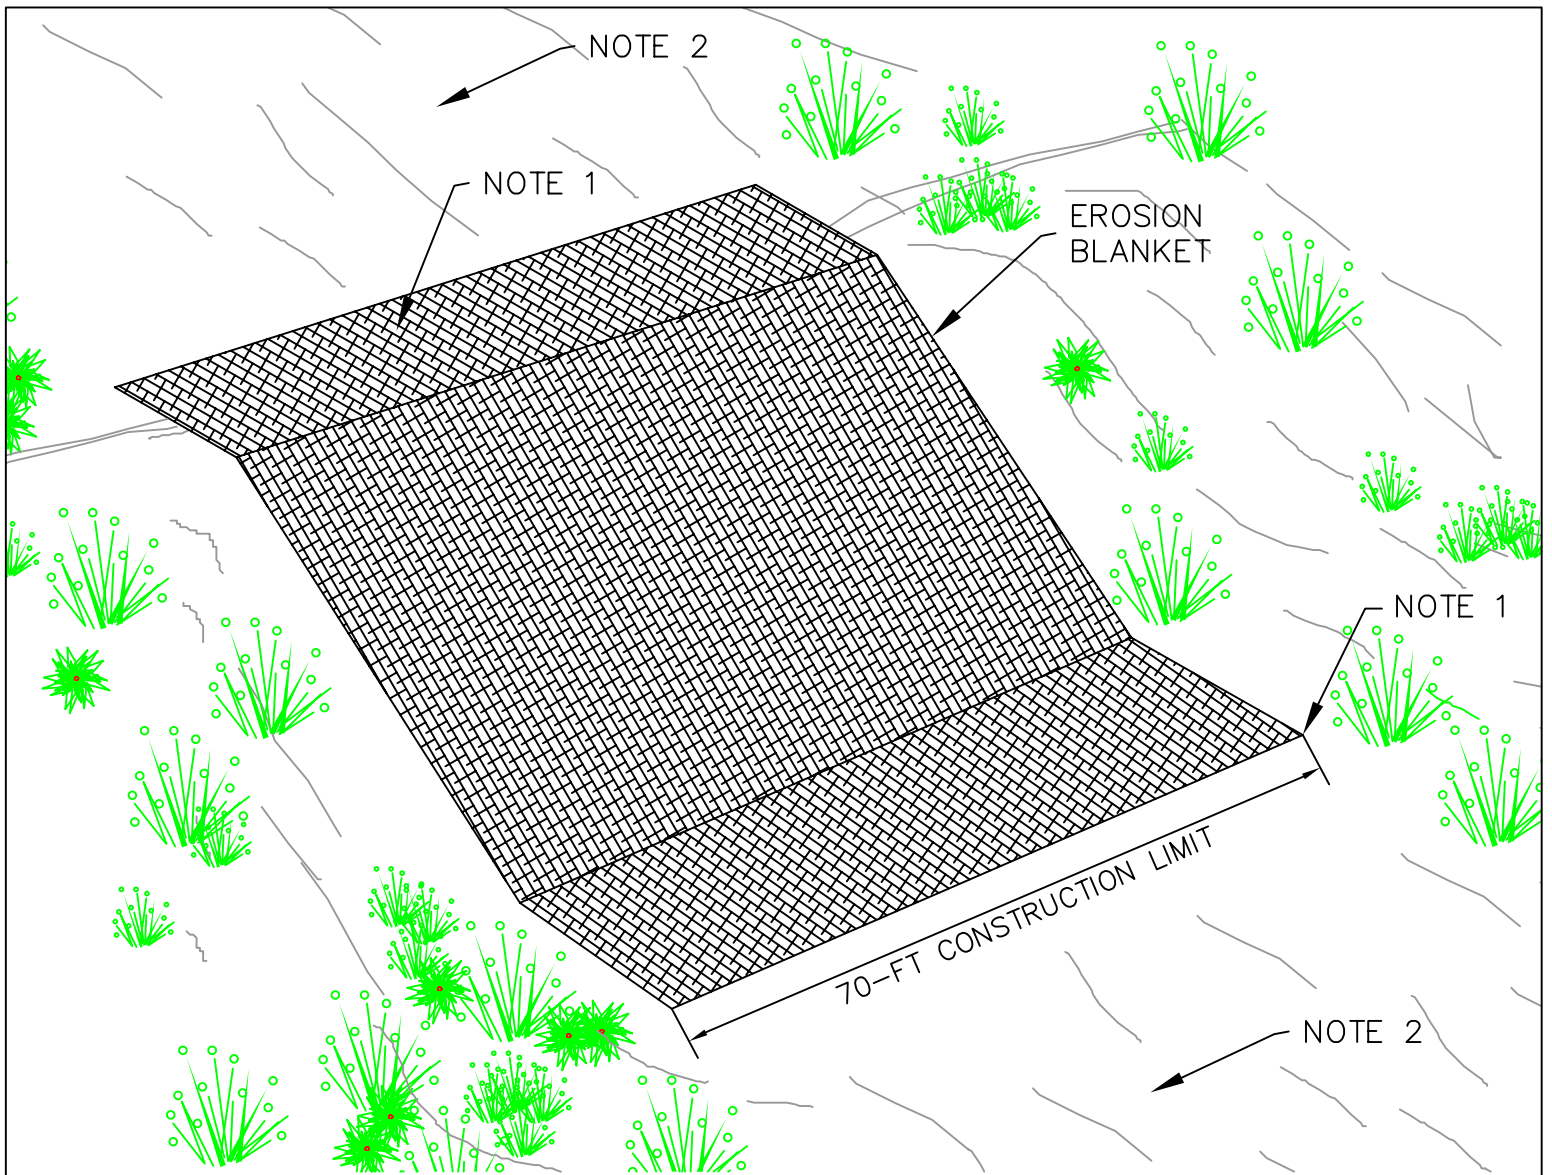 NOTE 2
NOTE 1
EROSION
BLANKET
NOTE 1
70-FT CONSTRUCTION LIMIT
NOTE 2